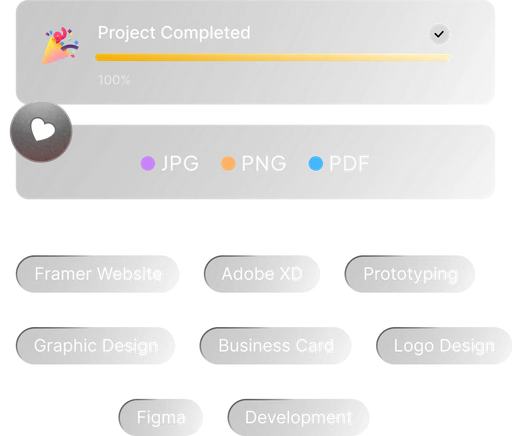 Project Completed
100%
JPG PNG PDF
Framer Website Adobe XD Prototyping
Graphic Design Business Card Logo Design
Figma Development